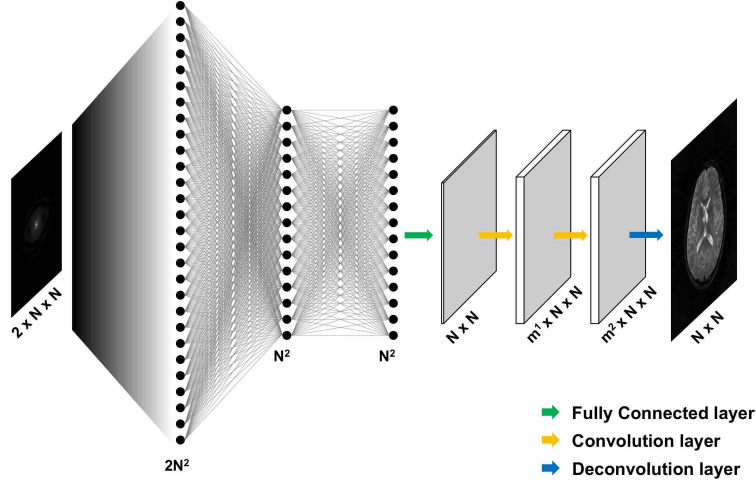 2 x N x N
2N²
N²
N²
N x N
m¹ x N x N
m² x N x N
N x N
Fully Connected layer
Convolution layer
Deconvolution layer